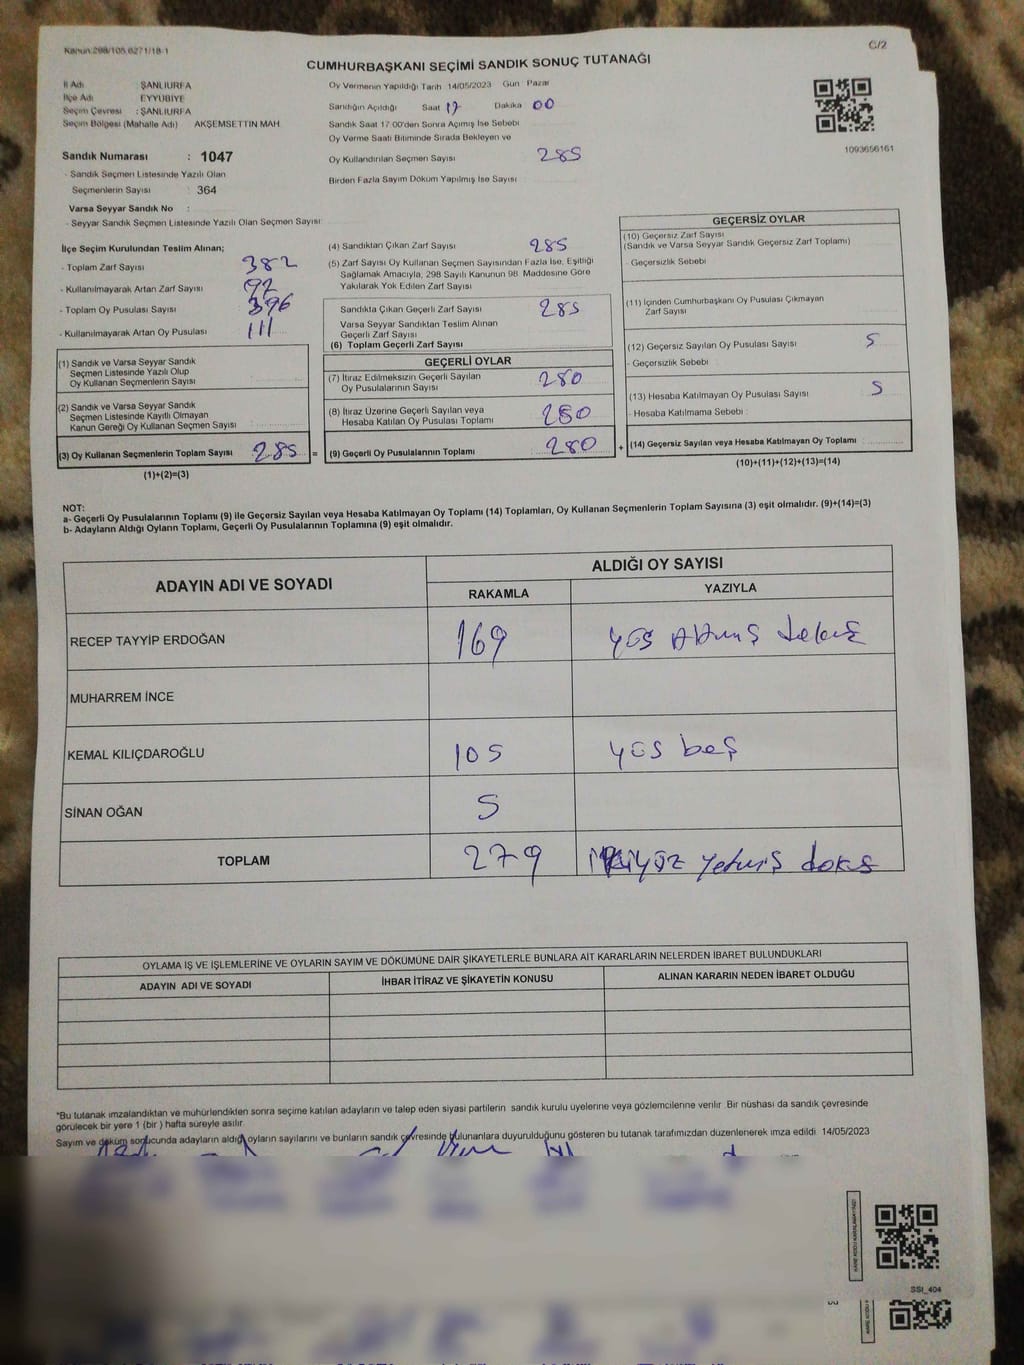 Kanun 298/105,6271/18-1
C/2
CUMHURBAŞKANI SEÇİMİ SANDIK SONUÇ TUTANAĞI
İl Adı : ŞANLIURFA
İlçe Adı : EYYÜBİYE
Seçim Çevresi : ŞANLIURFA
Seçim Bölgesi (Mahalle Adı) AKŞEMSETTİN MAH.
Oy Vermenin Yapıldığı Tarih 14/05/2023 Gün Pazar
Sandığın Açıldığı Saat 17 Dakika 00
Sandık Saat 17:00'den Sonra Açılmış İse Sebebi
Oy Verme Saati Bitiminde Sırada Bekleyen ve
Oy Kullandırılan Seçmen Sayısı 285
Birden Fazla Sayım Döküm Yapılmış İse Sayısı
1093656161
Sandık Numarası : 1047
- Sandık Seçmen Listesinde Yazılı Olan
Seçmenlerin Sayısı : 364
Varsa Seyyar Sandık No :
- Seyyar Sandık Seçmen Listesinde Yazılı Olan Seçmen Sayısı:
İlçe Seçim Kurulundan Teslim Alınan;
- Toplam Zarf Sayısı 382
- Kullanılmayarak Artan Zarf Sayısı 97
- Toplam Oy Pusulası Sayısı 396
- Kullanılmayarak Artan Oy Pusulası 111
(1) Sandık ve Varsa Seyyar Sandık
Seçmen Listesinde Yazılı Olup
Oy Kullanan Seçmenlerin Sayısı
(2) Sandık ve Varsa Seyyar Sandık
Seçmen Listesinde Kayıtlı Olmayan
Kanun Gereği Oy Kullanan Seçmen Sayısı
(3) Oy Kullanan Seçmenlerin Toplam Sayısı 285 =
(1)+(2)=(3)
(4) Sandıktan Çıkan Zarf Sayısı 285
(5) Zarf Sayısı Oy Kullanan Seçmen Sayısından Fazla İse, Eşitliği
Sağlamak Amacıyla, 298 Sayılı Kanunun 98. Maddesine Göre
Yakılarak Yok Edilen Zarf Sayısı
Sandıkta Çıkan Geçerli Zarf Sayısı 285
Varsa Seyyar Sandıktan Teslim Alınan
Geçerli Zarf Sayısı
(6) Toplam Geçerli Zarf Sayısı
GEÇERLİ OYLAR
(7) İtiraz Edilmeksizin Geçerli Sayılan
Oy Pusulalarının Sayısı 280
(8) İtiraz Üzerine Geçerli Sayılan veya
Hesaba Katılan Oy Pusulası Toplamı 280
(9) Geçerli Oy Pusulalarının Toplamı 280 +
GEÇERSİZ OYLAR
(10) Geçersiz Zarf Sayısı
(Sandık ve Varsa Seyyar Sandık Geçersiz Zarf Toplamı)
- Geçersizlik Sebebi
(11) İçinden Cumhurbaşkanı Oy Pusulası Çıkmayan
Zarf Sayısı
(12) Geçersiz Sayılan Oy Pusulası Sayısı 5
- Geçersizlik Sebebi
(13) Hesaba Katılmayan Oy Pusulası Sayısı 5
- Hesaba Katılmama Sebebi :
(14) Geçersiz Sayılan veya Hesaba Katılmayan Oy Toplamı
(10)+(11)+(12)+(13)=(14)
NOT:
a- Geçerli Oy Pusulalarının Toplamı (9) ile Geçersiz Sayılan veya Hesaba Katılmayan Oy Toplamı (14) Toplamları, Oy Kullanan Seçmenlerin Toplam Sayısına (3) eşit olmalıdır. (9)+(14)=(3)
b- Adayların Aldığı Oyların Toplamı, Geçerli Oy Pusulalarının Toplamına (9) eşit olmalıdır.
ADAYIN ADI VE SOYADI
ALDIĞI OY SAYISI
RAKAMLA YAZIYLA
RECEP TAYYİP ERDOĞAN 169 yüs Atmış
MUHARREM İNCE
KEMAL KILIÇDAROĞLU 105 yüs beş
SİNAN OĞAN 5
TOPLAM 279 ikiyüz yetmiş dokus
OYLAMA İŞ VE İŞLEMLERİNE VE OYLARIN SAYIM VE DÖKÜMÜNE DAİR ŞİKAYETLERLE BUNLARA AİT KARARLARIN NELERDEN İBARET BULUNDUKLARI
ADAYIN ADI VE SOYADI İHBAR İTİRAZ VE ŞİKAYETİN KONUSU ALINAN KARARIN NEDEN İBARET OLDUĞU
*Bu tutanak imzalandıktan ve mühürlendikten sonra seçime katılan adayların ve talep eden siyasi partilerin sandık kurulu üyelerine veya gözlemcilerine verilir. Bir nüshası da sandık çevresinde
görülecek bir yere 1 (bir ) hafta süreyle asılır.
Sayım ve döküm sonucunda adayların aldığı oyların sayılarını ve bunların sandık çevresinde bulunanlara duyurulduğunu gösteren bu tutanak tarafımızdan düzenlenerek imza edildi. 14/05/2023
SSI_404